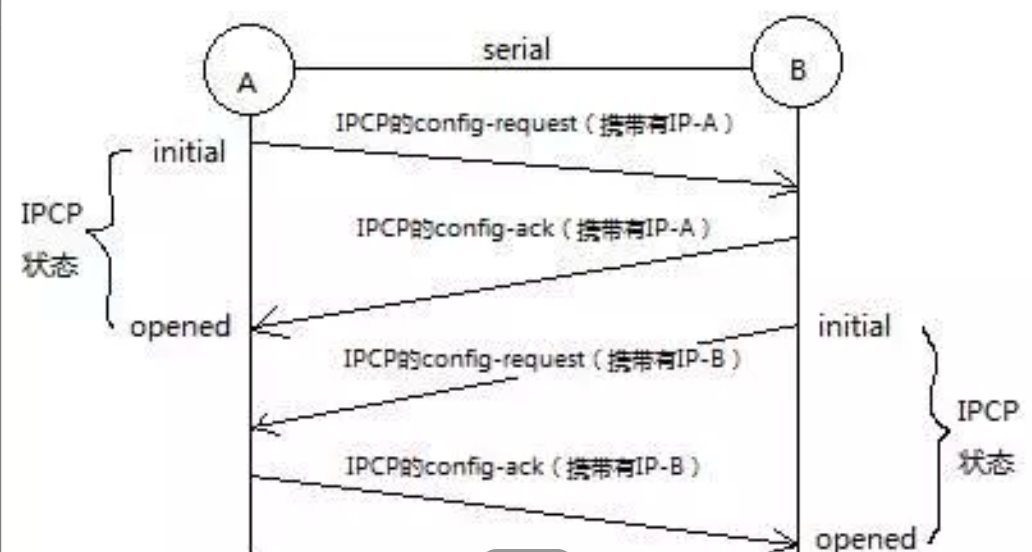 serial
A
B
IPCP的config-request（携带有IP-A）
initial
IPCP
状态
IPCP的config-ack（携带有IP-A）
opened
initial
IPCP的config-request（携带有IP-B）
IPCP
状态
IPCP的config-ack（携带有IP-B）
opened